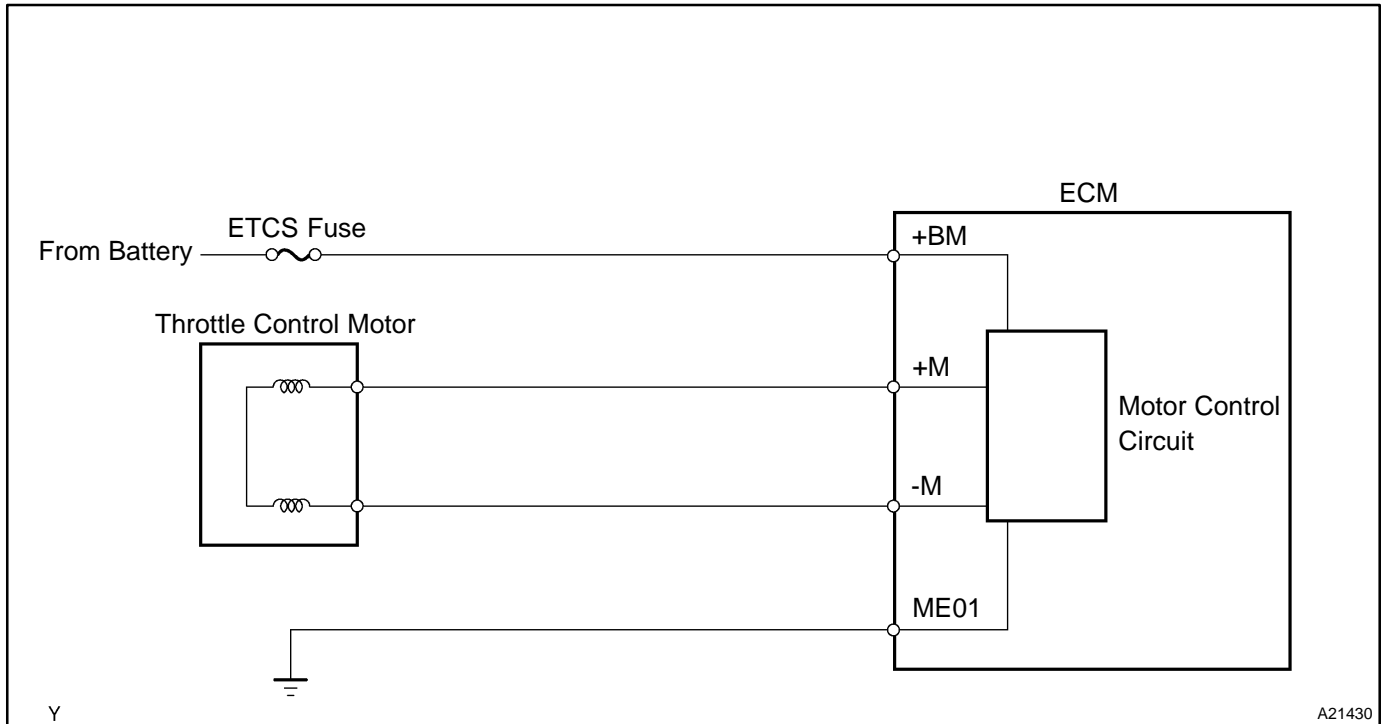 ECM
ETCS Fuse
+BM
From Battery
Throttle Control Motor
+M
Motor Control
Circuit
-M
ME01
Y
A21430